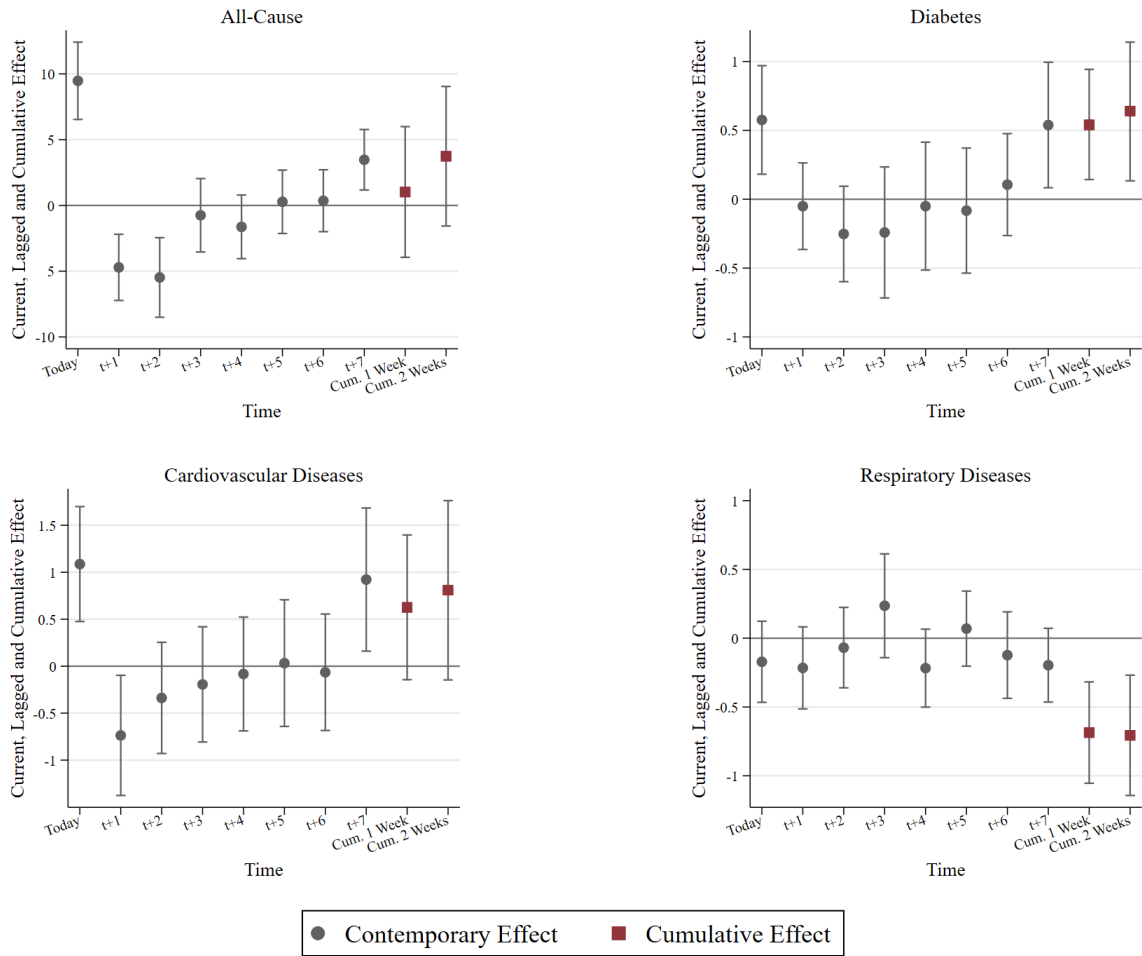 All-Cause
Current, Lagged and Cumulative Effect
10
5
0
5
-10
Today
t+1
t+2
t+3
t+4
t+5
t+6
t+7
Cum. 1 Week
Cum. 2 Weeks
Time
Diabetes
Current, Lagged and Cumulative Effect
1
0.5
0
-0.5
-1
Today
t+1
t+2
t+3
t+4
t+5
t+6
t+7
Cum. 1 Week
Cum. 2 Weeks
Time
Cardiovascular Diseases
Current, Lagged and Cumulative Effect
1.5
1
0.5
0
-0.5
-1
Today
t+1
t+2
t+3
t+4
t+5
t+6
t+7
Cum. 1 Week
Cum. 2 Weeks
Time
Respiratory Diseases
Current, Lagged and Cumulative Effect
1
0.5
0
-0.5
-1
Today
t+1
t+2
t+3
t+4
t+5
t+6
t+7
Cum. 1 Week
Cum. 2 Weeks
Time
Contemporary Effect
Cumulative Effect